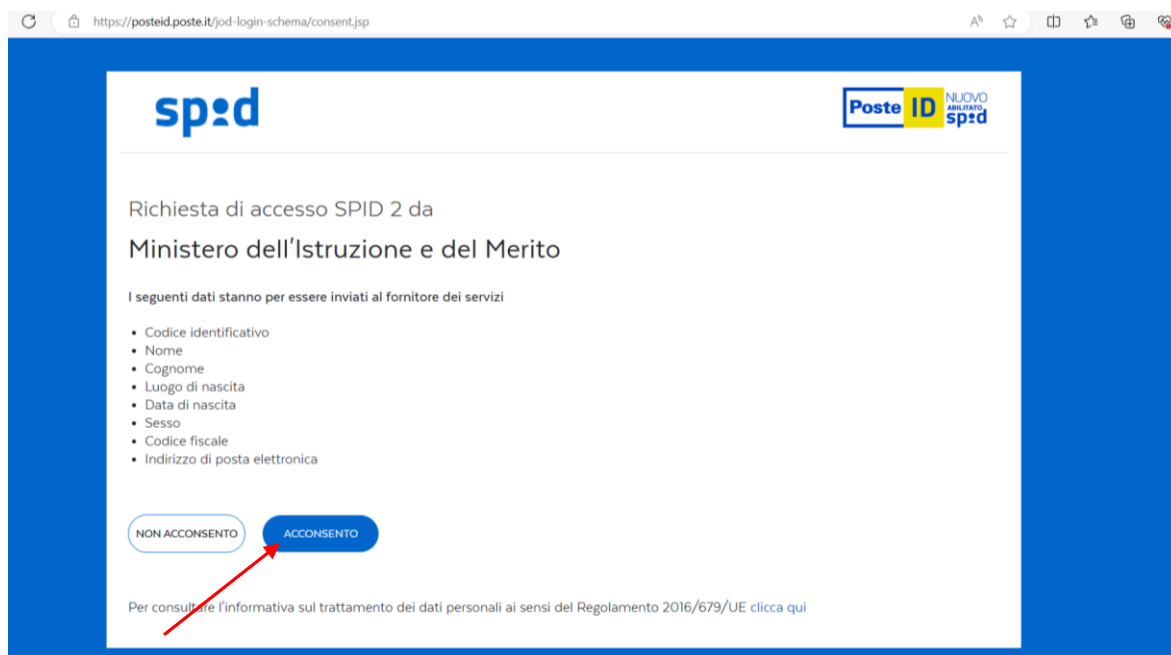 https://posteid.poste.it/jod-login-schema/consent.jsp
spid
Poste ID NUOVO ABILITATO spid
Richiesta di accesso SPID 2 da
Ministero dell'Istruzione e del Merito
I seguenti dati stanno per essere inviati al fornitore dei servizi
• Codice identificativo
• Nome
• Cognome
• Luogo di nascita
• Data di nascita
• Sesso
• Codice fiscale
• Indirizzo di posta elettronica
NON ACCONSENTO ACCONSENTO
Per consultare l'informativa sul trattamento dei dati personali ai sensi del Regolamento 2016/679/UE clicca qui